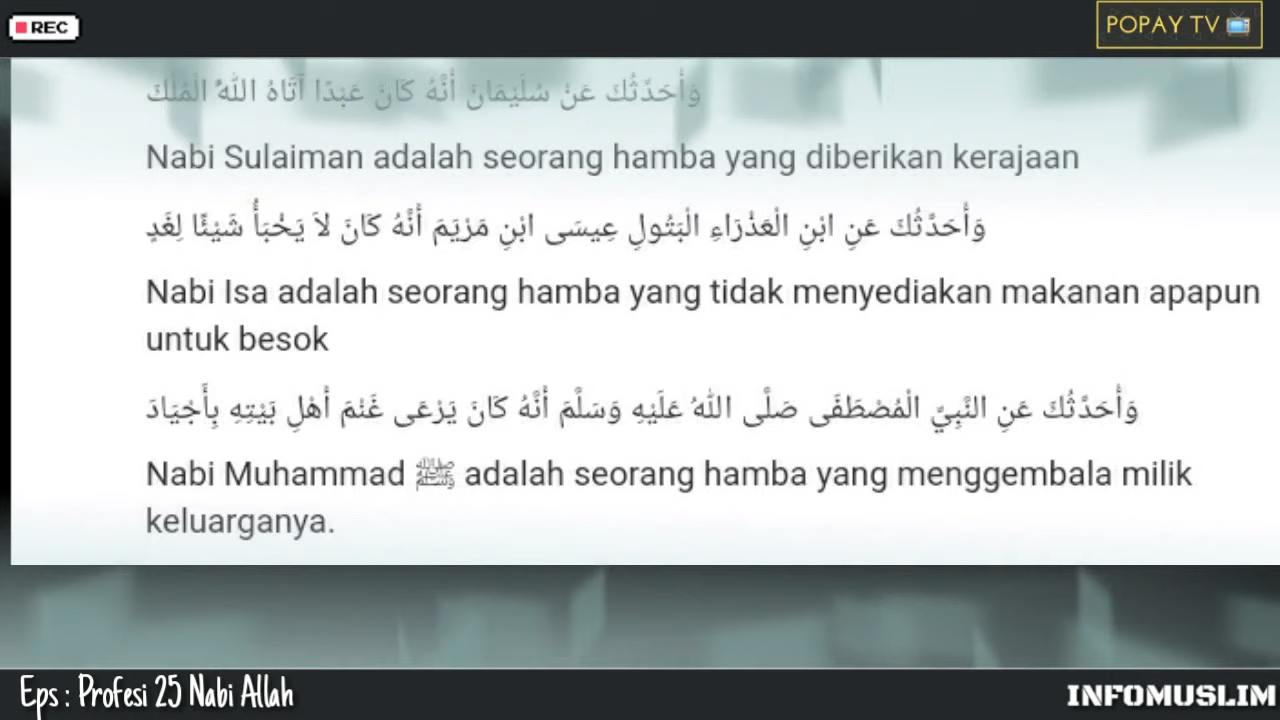 REC
POPAY TV
وَأُحَدِّثُكَ عَنْ سُلَيْمَانَ أَنَّهُ كَانَ عَبْدًا آتَاهُ اللَّهُ الْمُلْكَ
Nabi Sulaiman adalah seorang hamba yang diberikan kerajaan
وَأُحَدِّثُكَ عَنِ ابْنِ الْعَذْرَاءِ الْبَتُولِ عِيسَى ابْنِ مَرْيَمَ أَنَّهُ كَانَ لاَ يَخْبَأُ شَيْئًا لِغَدٍ
Nabi Isa adalah seorang hamba yang tidak menyediakan makanan apapun
untuk besok
وَأُحَدِّثُكَ عَنِ النَّبِيِّ الْمُصْطَفَى صَلَّى اللهُ عَلَيْهِ وَسَلَّمَ أَنَّهُ كَانَ يَرْعَى غَنَمَ أَهْلِ بَيْتِهِ بِأَجْيَادَ
Nabi Muhammad ﷺ adalah seorang hamba yang menggembala milik
keluarganya.
Eps : Profesi 25 Nabi Allah
INFOMUSLIM